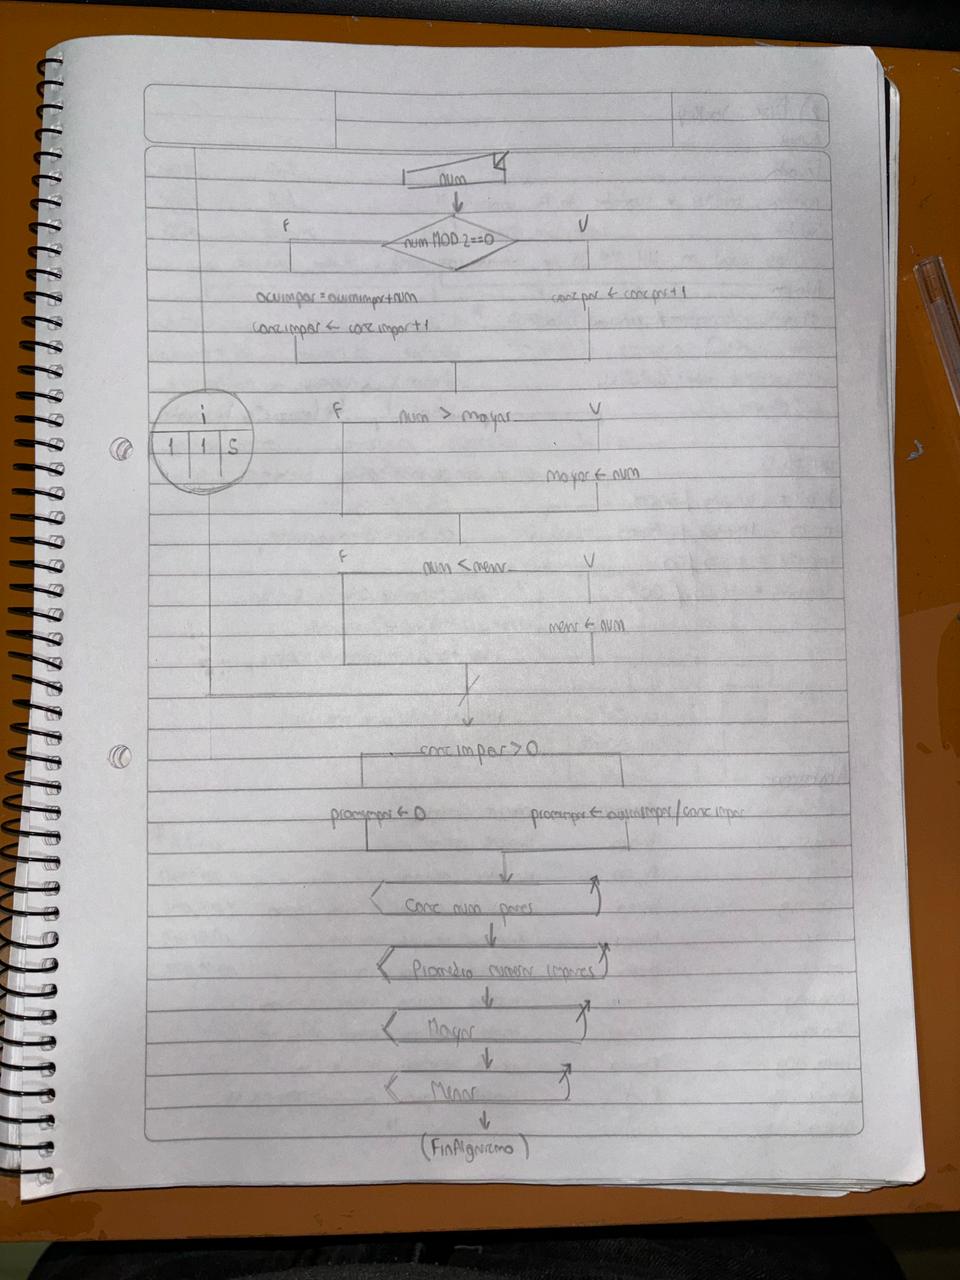 num
F V
num MOD 2==0
acuimpar=acumimpar+num contpar ← contpar+1
contimpar ← contimpar+1
i
1 1 5
F num > mayor V
mayor ← num
F num < menor V
menor ← num
contimpar > 0
promimpar ← 0 promimpar ← acuimpar/contimpar
Cont num pares
Promedio numeros impares
Mayor
Menor
(FinAlgoritmo)